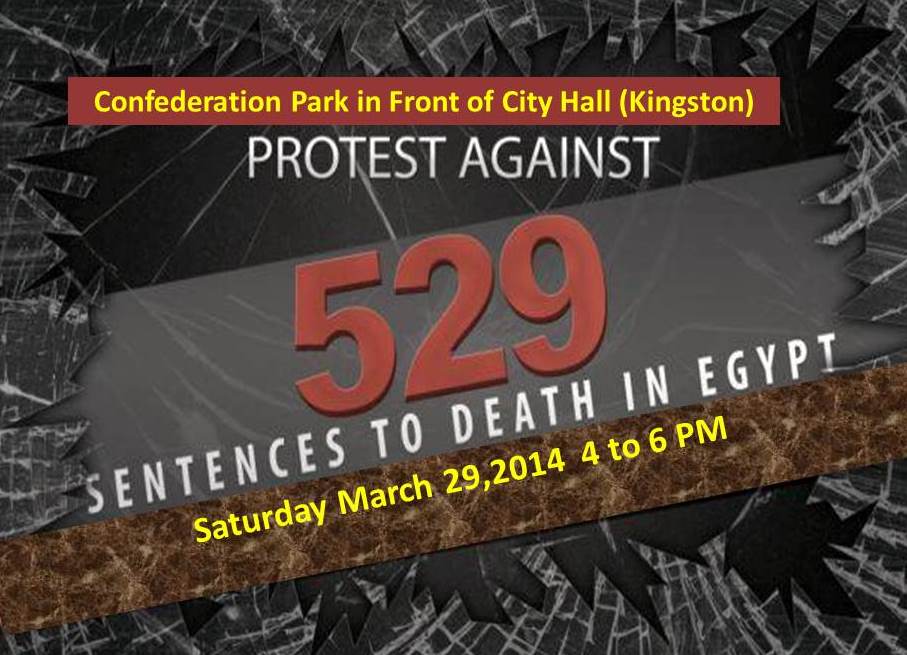 Confederation Park in Front of City Hall (Kingston)
PROTEST AGAINST
529
SENTENCES TO DEATH IN EGYPT
Saturday March 29,2014 4 to 6 PM